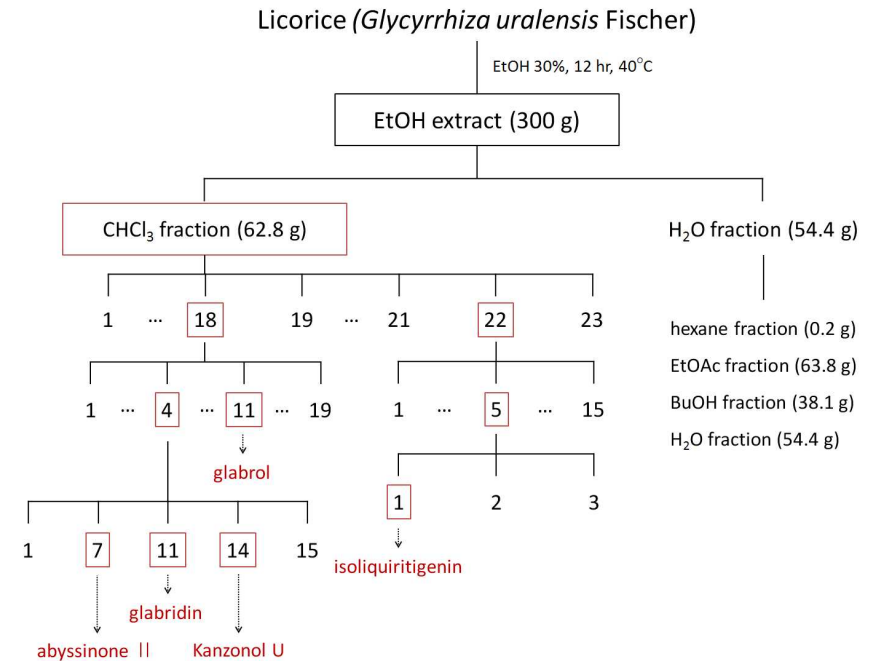 Licorice (Glycyrrhiza uralensis Fischer)
EtOH 30%, 12 hr, 40°C
EtOH extract (300 g)
CHCl₃ fraction (62.8 g)
H₂O fraction (54.4 g)
1 ... 18 19 ... 21 22 23
hexane fraction (0.2 g)
EtOAc fraction (63.8 g)
BuOH fraction (38.1 g)
H₂O fraction (54.4 g)
1 ... 4 ... 11 ... 19
1 ... 5 ... 15
glabrol
1 2 3
isoliquiritigenin
1 7 11 14 15
glabridin
abyssinone II
Kanzonol U